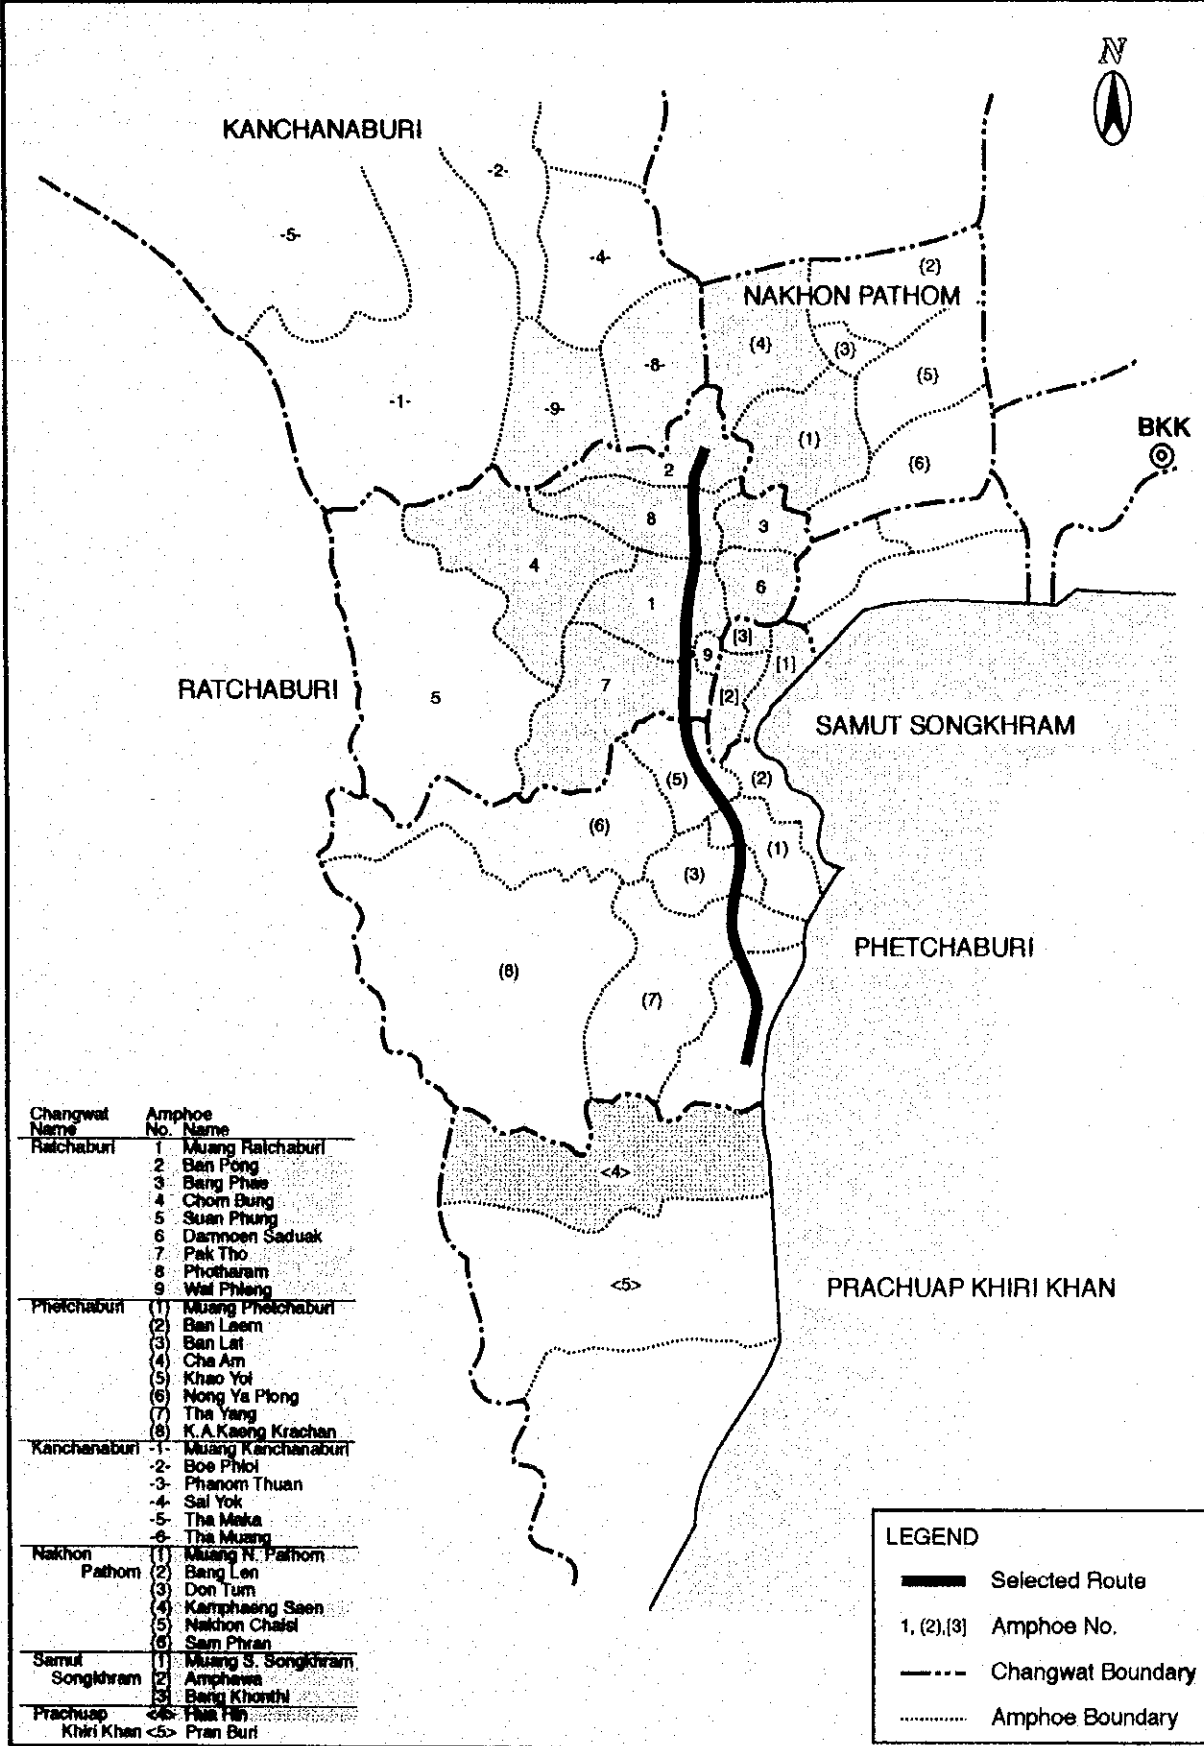 N
KANCHANABURI
-2-
-5-
-4-
{2}
NAKHON PATHOM
{4}
{3}
-8-
{5}
-1-
-9-
{1}
BKK
{6}
2
8
3
4
6
1
[3]
9
[1]
RATCHABURI
5
7
[2]
SAMUT SONGKHRAM
(5)
(2)
(6)
(1)
(3)
PHETCHABURI
(8)
(7)
<4>
<5>
PRACHUAP KHIRI KHAN
Changwat Amphoe
Name No. Name
Ratchaburi 1 Muang Ratchaburi
2 Ban Pong
3 Bang Phae
4 Chom Bung
5 Suan Phung
6 Damnoen Saduak
7 Pak Tho
8 Photharam
9 Wat Phleng
Phetchaburi (1) Muang Phetchaburi
(2) Ban Laem
(3) Ban Lat
(4) Cha Am
(5) Khao Yoi
(6) Nong Ya Plong
(7) Tha Yang
(8) K.A.Kaeng Krachan
Kanchanaburi -1- Muang Kanchanaburi
-2- Boe Phloi
-3- Phanom Thuan
-4- Sai Yok
-5- Tha Maka
-6- Tha Muang
Nakhon {1} Muang N. Pathom
Pathom {2} Bang Len
{3} Don Tum
{4} Kamphaeng Saen
{5} Nakhon Chaisi
{6} Sam Phran
Samut [1] Muang S. Songkhram
Songkhram [2] Amphawa
[3] Bang Khonthi
Prachuap <4> Hua Hin
Khiri Khan <5> Pran Buri
LEGEND
Selected Route
1, (2),[3] Amphoe No.
Changwat Boundary
Amphoe Boundary